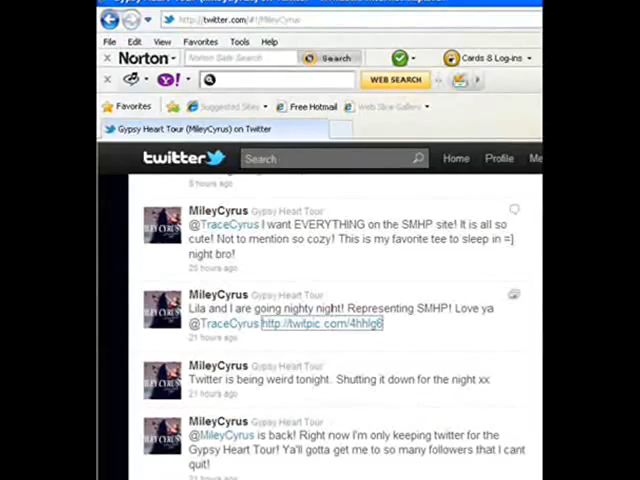 Gypsy Heart Tour (MileyCyrus) on Twitter
http://twitter.com/#!/MileyCyrus
File Edit View Favorites Tools Help
Norton Norton Safe Search Search Cards & Log-ins
Y! WEB SEARCH
Favorites Suggested Sites Free Hotmail Web Slice Gallery
Gypsy Heart Tour (MileyCyrus) on Twitter
twitter Search Home Profile Me
5 hours ago
MileyCyrus Gypsy Heart Tour
@TraceCyrus I want EVERYTHING on the SMHP site! It is all so
cute! Not to mention so cozy! This is my favorite tee to sleep in =]
night bro!
MileyCyrus Gypsy Heart Tour
Lila and I are going nighty night! Representing SMHP! Love ya
@TraceCyrus http://twitpic.com/4hhlg6
21 hours ago
MileyCyrus Gypsy Heart Tour
Twitter is being weird tonight. Shutting it down for the night xx
21 hours ago
MileyCyrus Gypsy Heart Tour
@MileyCyrus is back! Right now I'm only keeping twitter for the
Gypsy Heart Tour! Ya'll gotta get me to so many followers that I cant
quit!